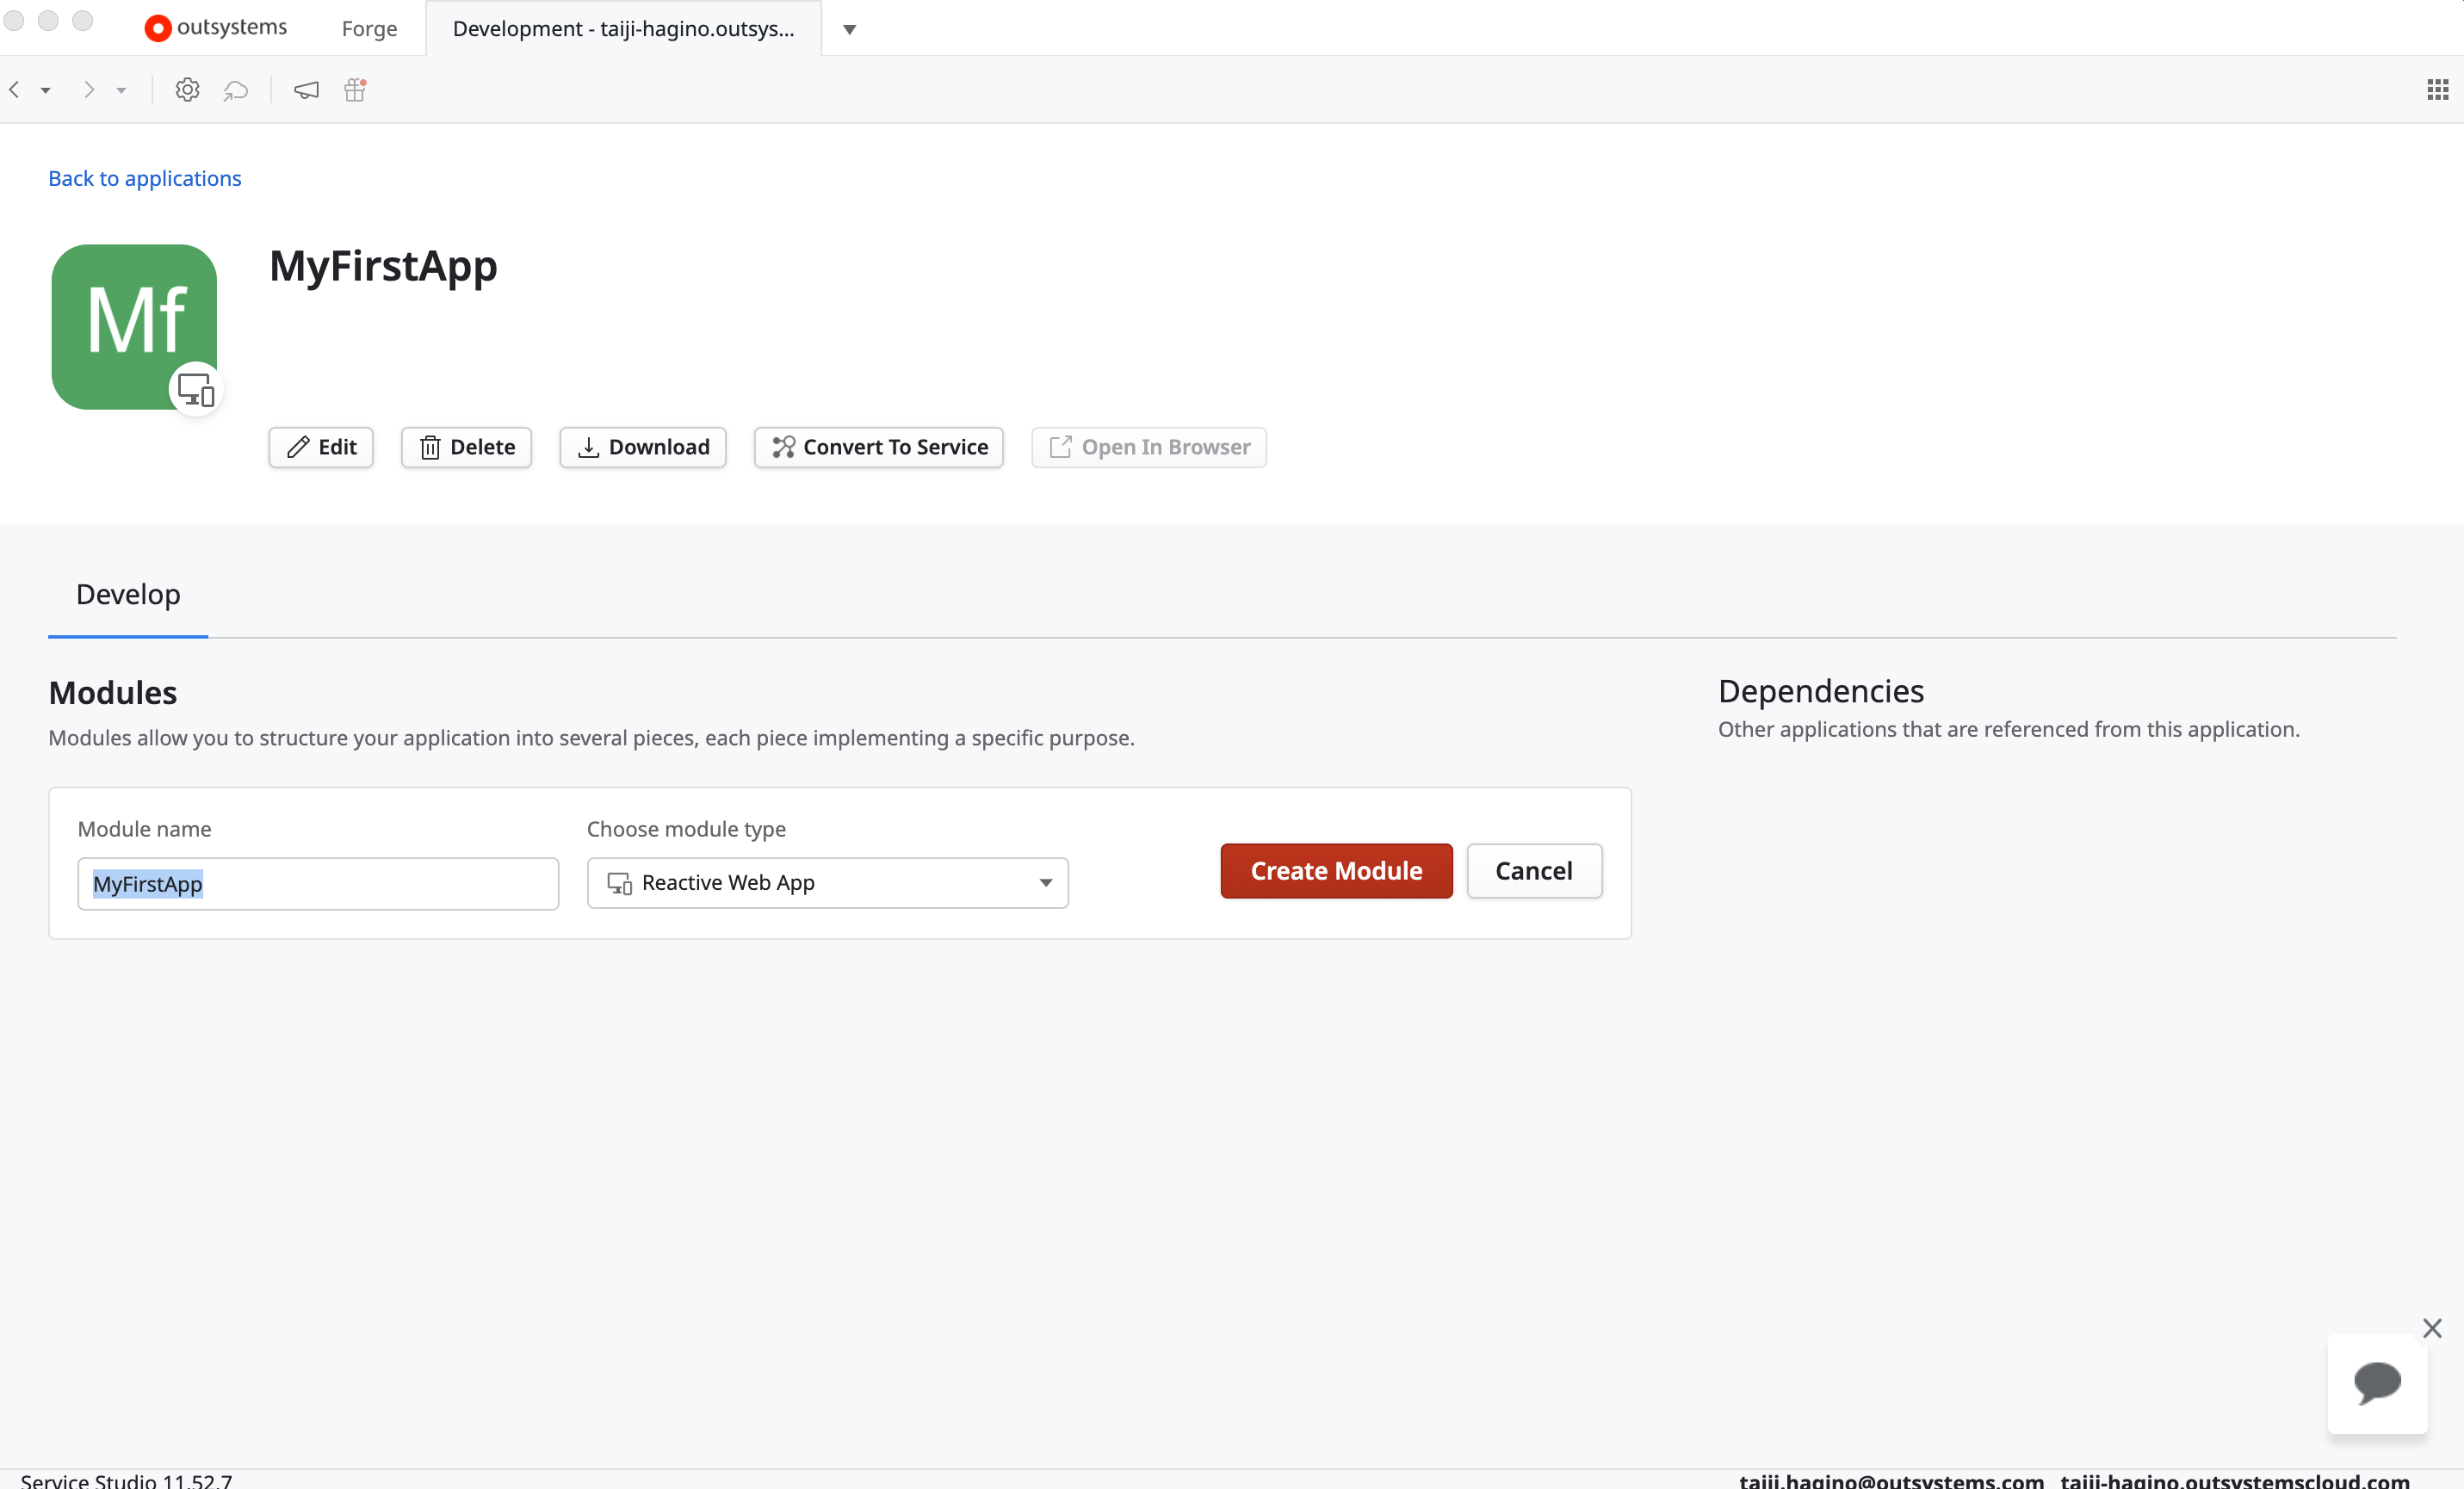 outsystems Forge Development - taiji-hagino.outsys...
Back to applications
Mf
MyFirstApp
Edit Delete Download Convert To Service Open In Browser
Develop
Modules
Modules allow you to structure your application into several pieces, each piece implementing a specific purpose.
Dependencies
Other applications that are referenced from this application.
Module name Choose module type
MyFirstApp Reactive Web App Create Module Cancel
Service Studio 11.52.7 taiji.hagino@outsystems.com taiji-hagino.outsystemscloud.com